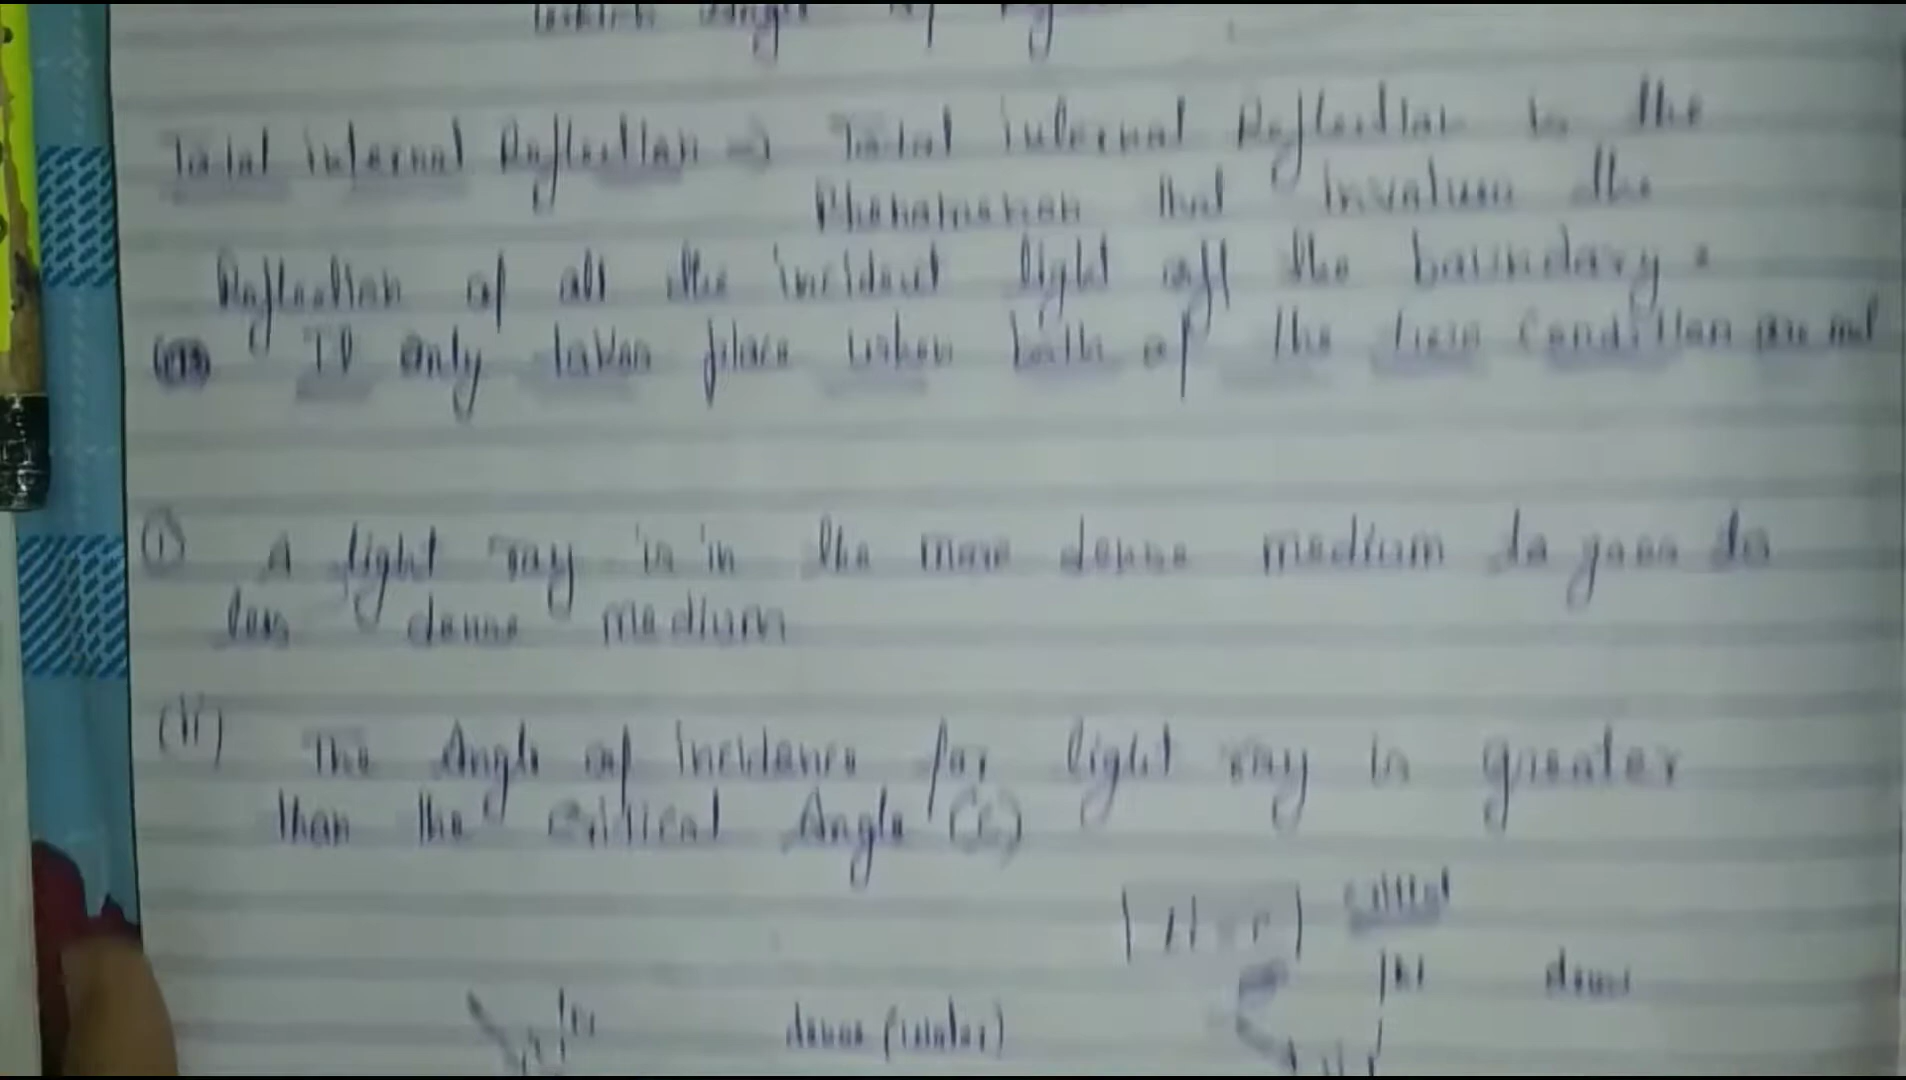 Total internal Reflection → Total internal Reflection is the
Phenomenon that involves the
Reflection of all the incident light off the boundary.
It only takes place when both of the two Condition are met
(i) A light ray is in the more dense medium to goes to
less dense medium
(ii) The Angle of incidence for light ray is greater
than the critical Angle (C)
critical
dense (water) dense